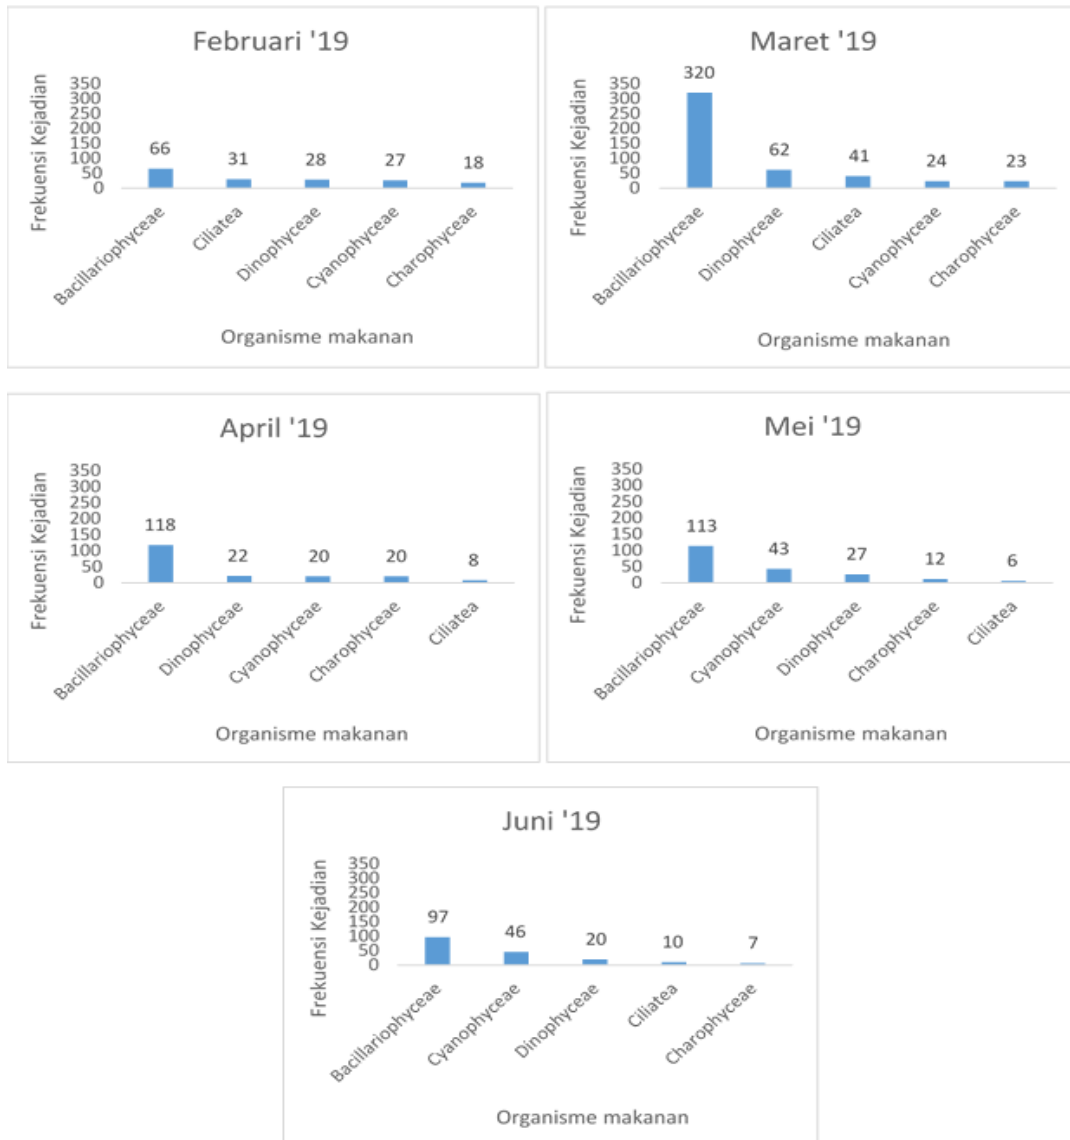 Februari '19
Frekuensi Kejadian
350
300
250
200
150
100
50
0
66
31
28
27
18
Bacillariophyceae
Ciliatea
Dinophyceae
Cyanophyceae
Charophyceae
Organisme makanan
Maret '19
Frekuensi Kejadian
350
300
250
200
150
100
50
0
320
62
41
24
23
Bacillariophyceae
Dinophyceae
Ciliatea
Cyanophyceae
Charophyceae
Organisme makanan
April '19
Frekuensi Kejadian
350
300
250
200
150
100
50
0
118
22
20
20
8
Bacillariophyceae
Dinophyceae
Cyanophyceae
Charophyceae
Ciliatea
Organisme makanan
Mei '19
Frekuensi Kejadian
350
300
250
200
150
100
50
0
113
43
27
12
6
Bacillariophyceae
Cyanophyceae
Dinophyceae
Charophyceae
Ciliatea
Organisme makanan
Juni '19
Frekuensi Kejadian
350
300
250
200
150
100
50
0
97
46
20
10
7
Bacillariophyceae
Cyanophyceae
Dinophyceae
Ciliatea
Charophyceae
Organisme makanan